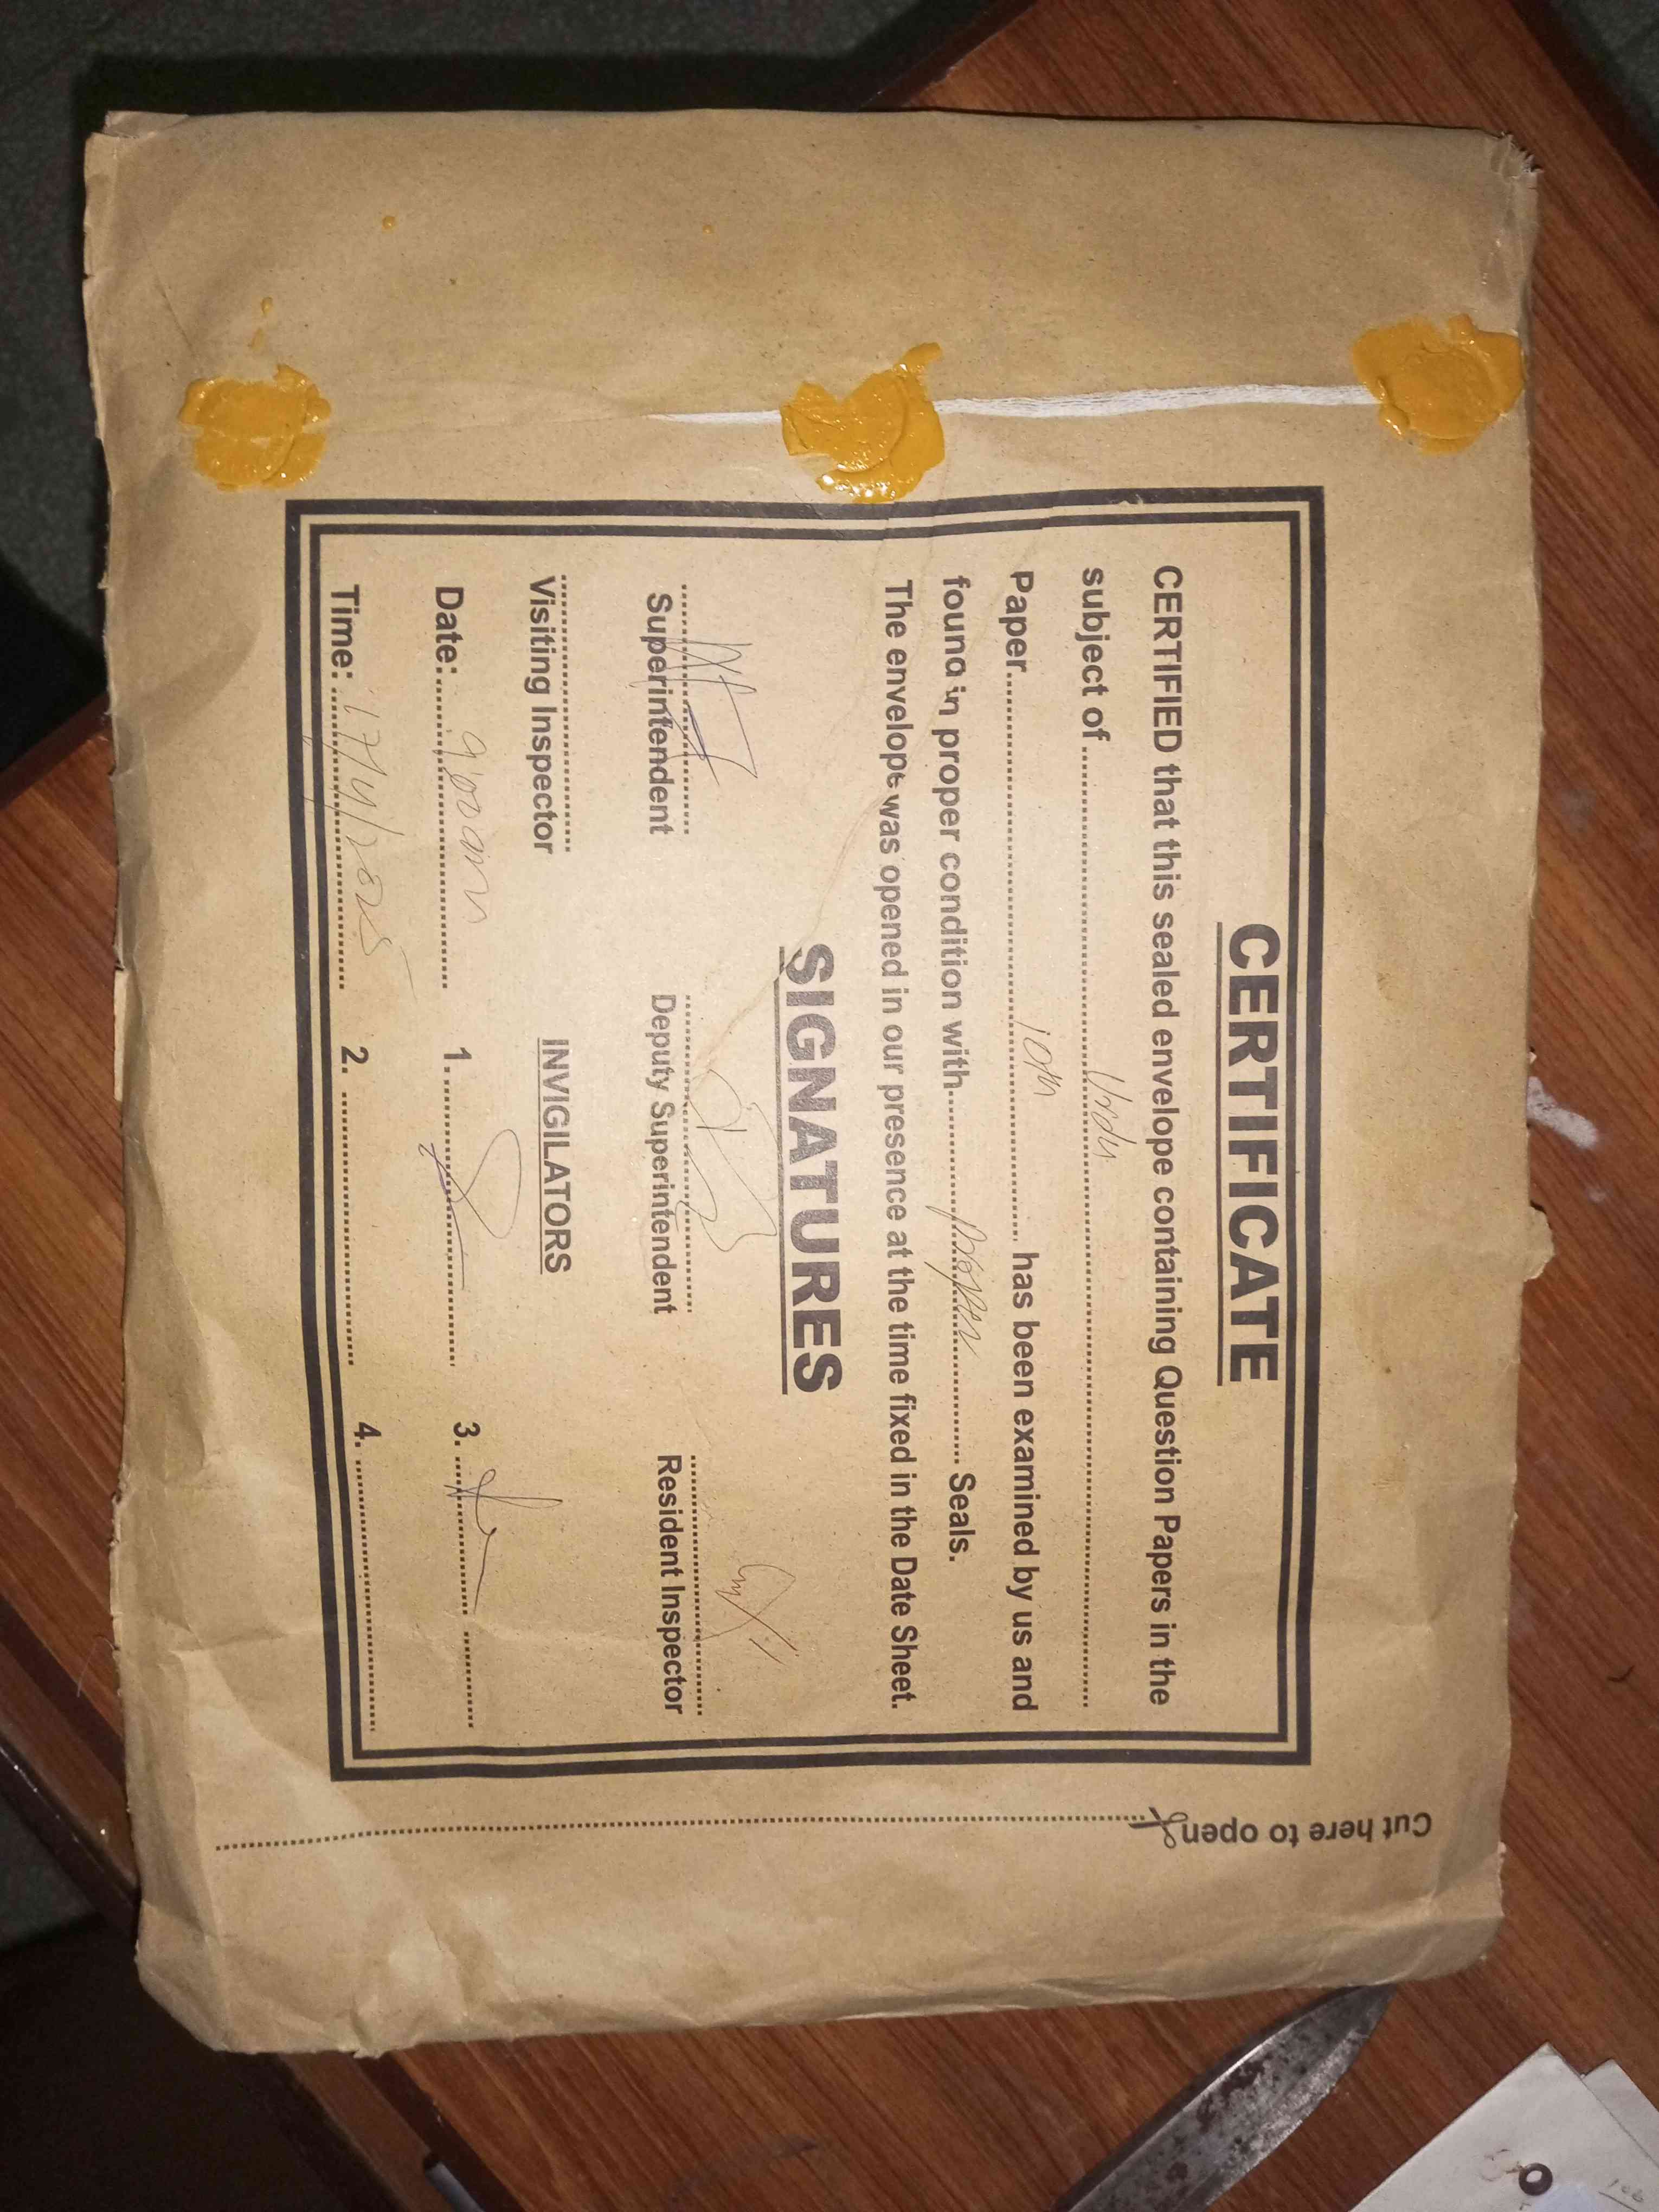 CERTIFICATE
CERTIFIED that this sealed envelope containing Question Papers in the
subject of ........ Urdu ........
Paper ........ 10th ........ has been examined by us and
found in proper condition with ........ proper ........ Seals.
The envelope was opened in our presence at the time fixed in the Date Sheet.
SIGNATURES
Superintendent Deputy Superintendent Resident Inspector
Visiting Inspector INVIGILATORS
Date: 9:00 am 1. 3.
Time: 17/4/2025 2. 4.
Cut here to open